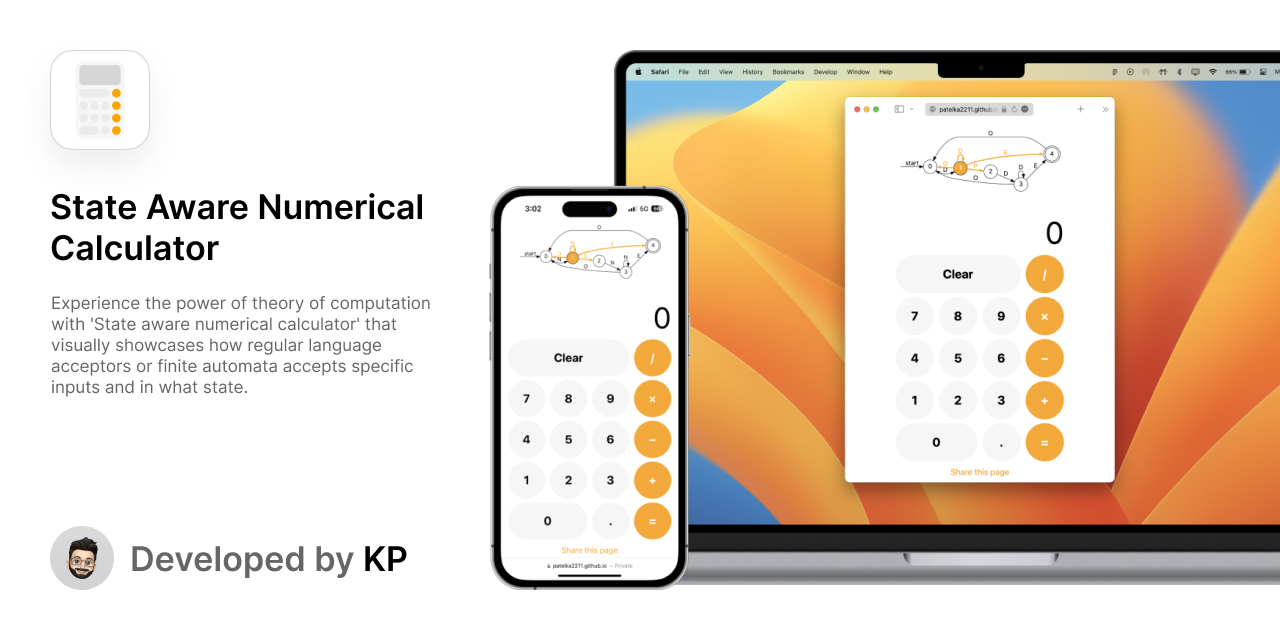 State Aware Numerical
Calculator
Experience the power of theory of computation
with 'State aware numerical calculator' that
visually showcases how regular language
acceptors or finite automata accepts specific
inputs and in what state.
Developed by KP
3:02
5G
O
start
0
1
2
3
4
N
N
O
N
E
0
Clear
/
7 8 9 ×
4 5 6 −
1 2 3 +
0 . =
Share this page
patelka2211.github.io — Private
Safari File Edit View History Bookmarks Develop Window Help
patelka2211.github
O
D
E
start
0
O
D
1
P
2
D
D
E
4
O
3
0
Clear
/
7 8 9 ×
4 5 6 −
1 2 3 +
0 . =
Share this page